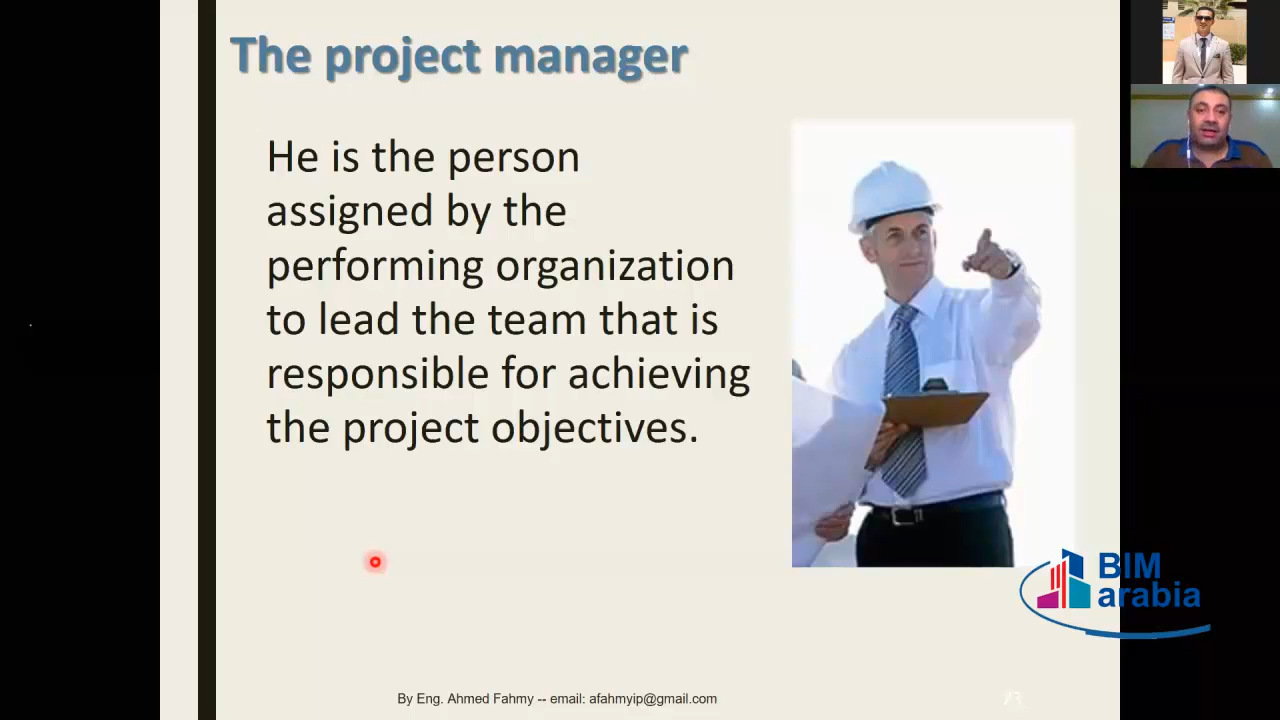 The project manager
He is the person
assigned by the
performing organization
to lead the team that is
responsible for achieving
the project objectives.
BIM
arabia
By Eng. Ahmed Fahmy -- email: afahmyip@gmail.com
23